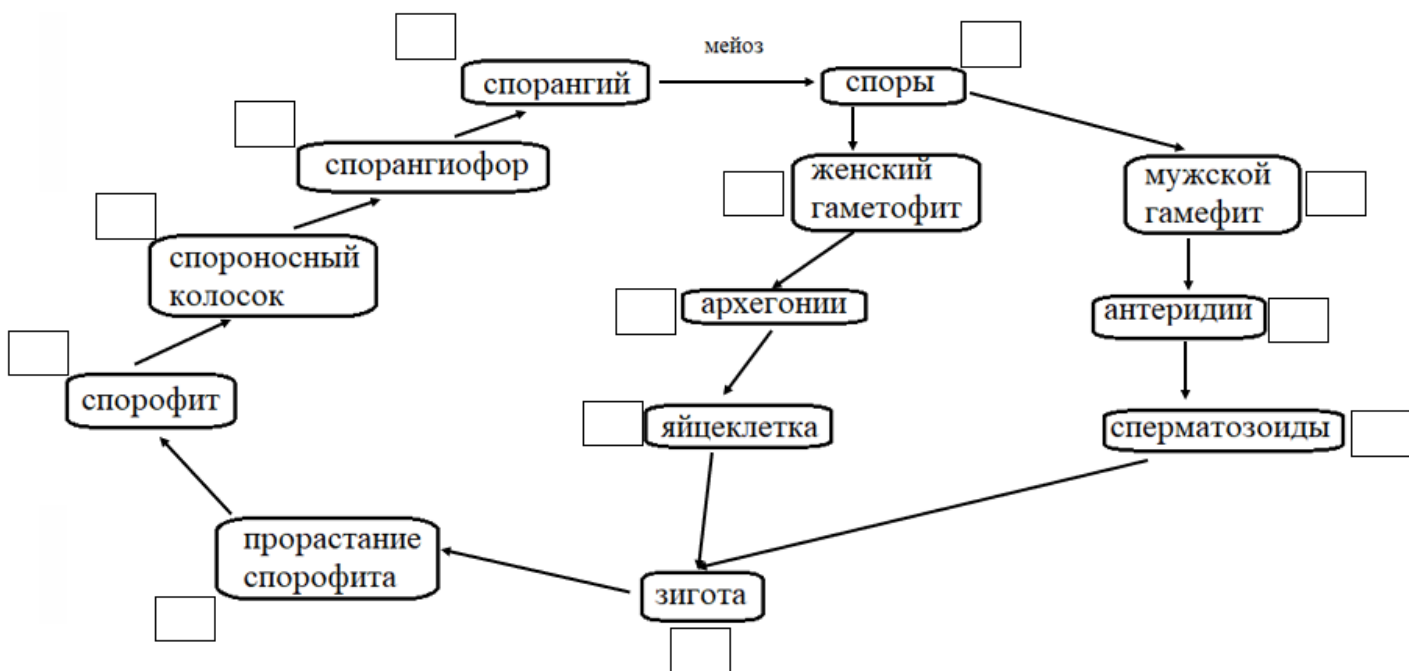 мейоз
спорангий
споры
спорангиофор
женский
гаметофит
мужской
гамефит
спороносный
колосок
архегонии
антеридии
спорофит
яйцеклетка
сперматозоиды
прорастание
спорофита
зигота